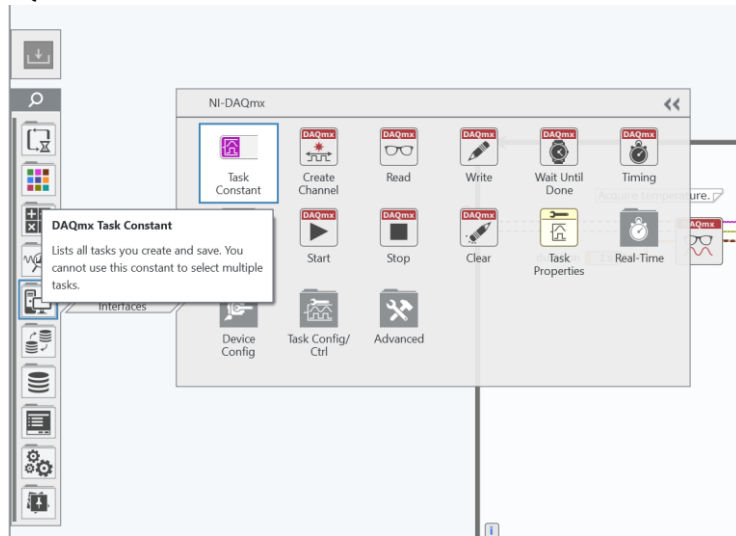 NI-DAQmx
Task
Constant
DAQmx
Create
Channel
DAQmx
Read
DAQmx
Write
DAQmx
Wait Until
Done
DAQmx
Timing
Acquire temperature.
DAQmx Task Constant
Lists all tasks you create and save. You
cannot use this constant to select multiple
tasks.
Interfaces
DAQmx
Start
DAQmx
Stop
DAQmx
Clear
Task
Properties
Real-Time
DAQmx
Device
Config
Task Config/
Ctrl
Advanced
i